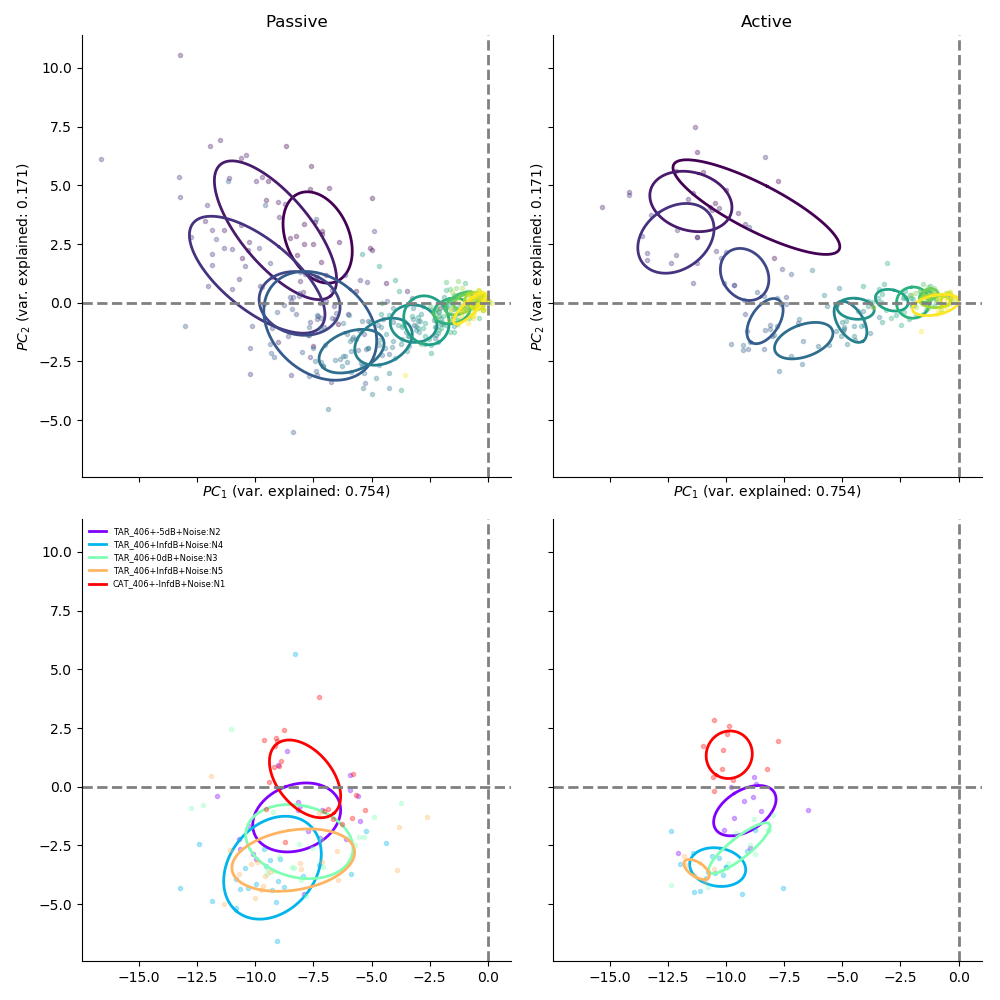 Passive
Active
10.0
7.5
5.0
2.5
0.0
−2.5
−5.0
PC2 (var. explained: 0.171)
PC2 (var. explained: 0.171)
PC1 (var. explained: 0.754)
PC1 (var. explained: 0.754)
TAR_406+-5dB+Noise:N2
TAR_406+InfdB+Noise:N4
TAR_406+0dB+Noise:N3
TAR_406+InfdB+Noise:N5
CAT_406+-InfdB+Noise:N1
10.0
7.5
5.0
2.5
0.0
−2.5
−5.0
−15.0 −12.5 −10.0 −7.5 −5.0 −2.5 0.0
−15.0 −12.5 −10.0 −7.5 −5.0 −2.5 0.0